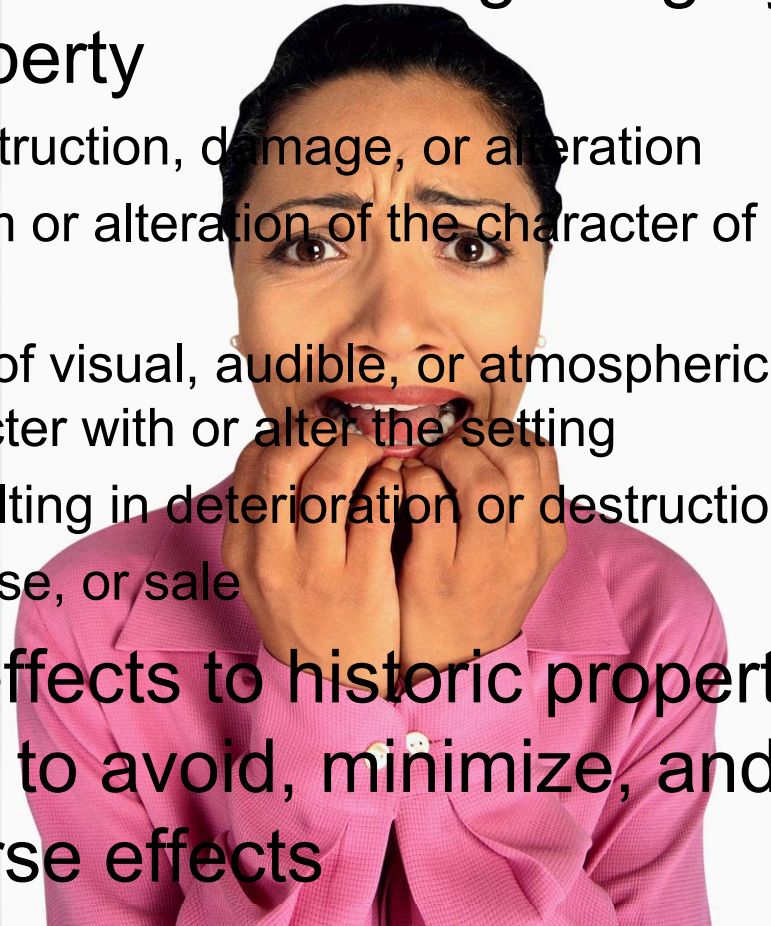 perty
truction, damage, or alteration
n or alteration of the character of
of visual, audible, or atmospheric
cter with or alter the setting
lting in deterioration or destructio
se, or sale
effects to historic propert
to avoid, minimize, and
rse effects